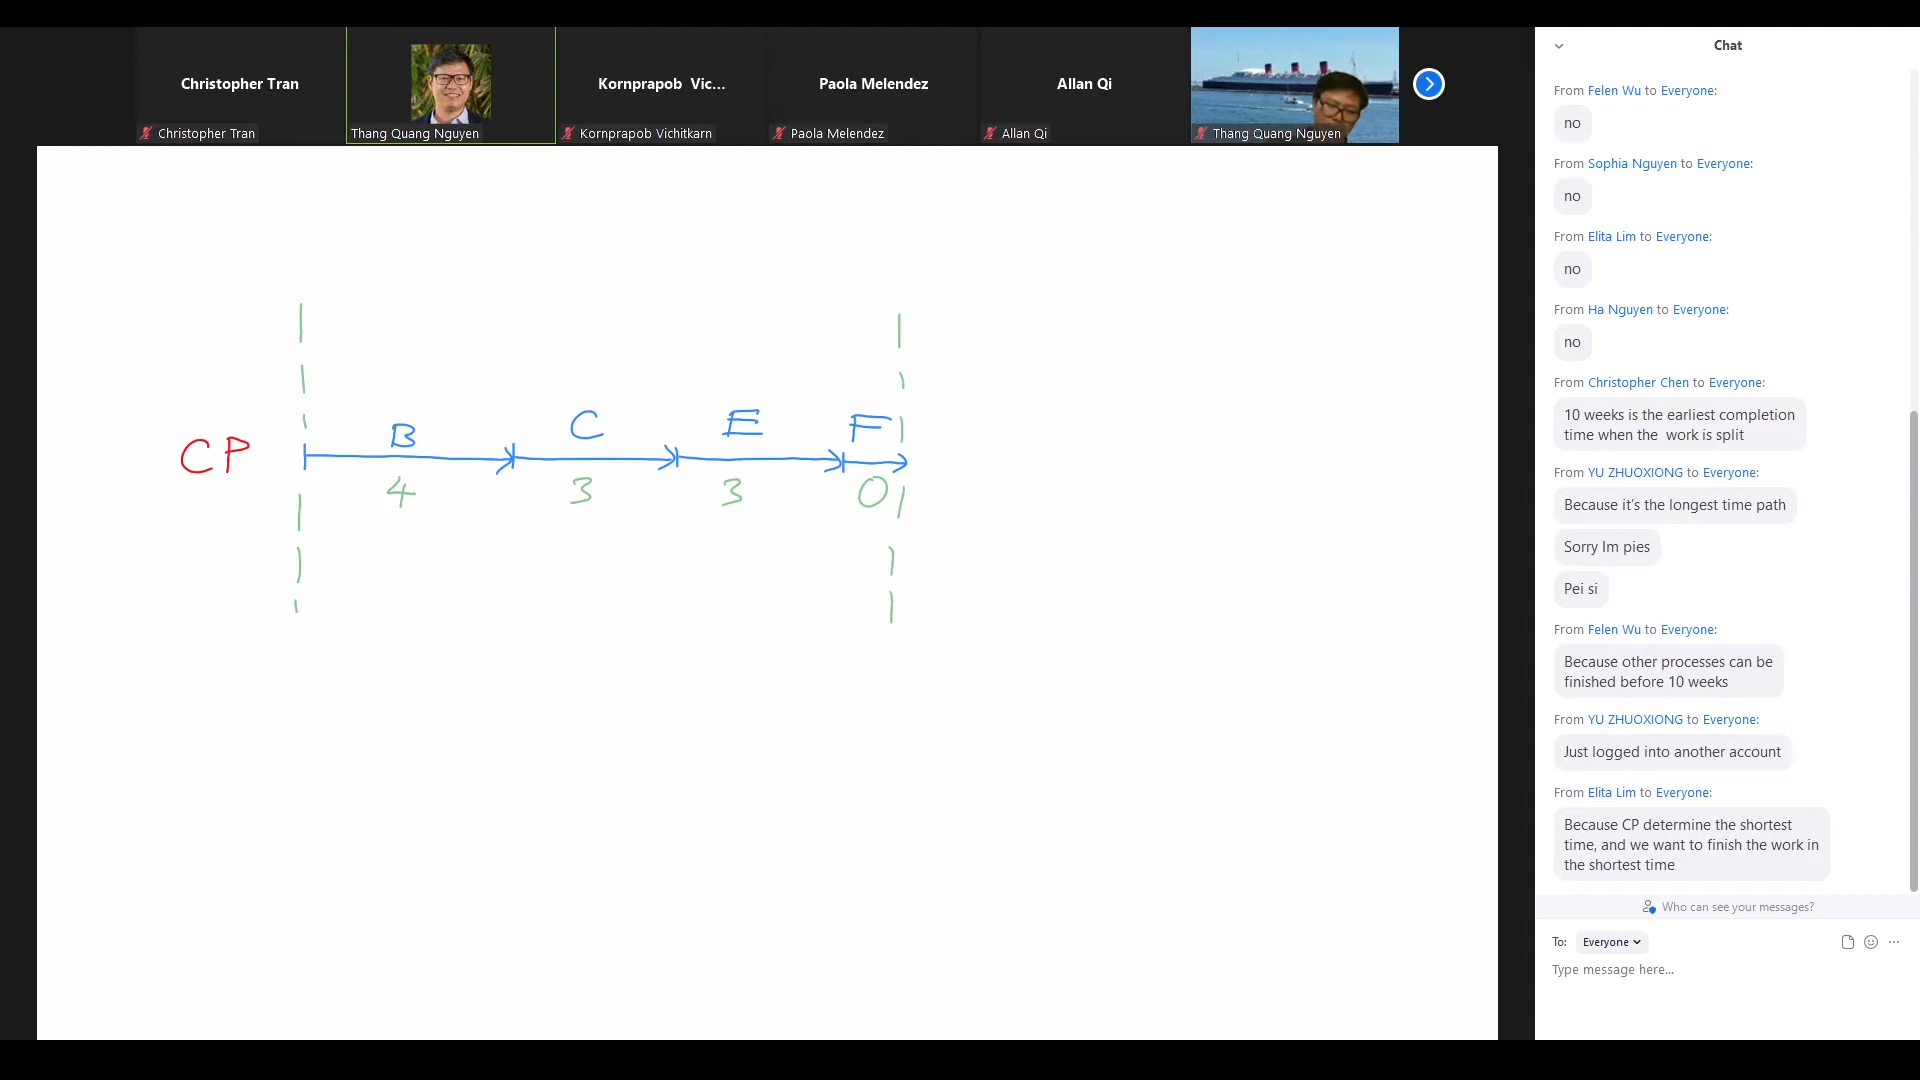 Christopher Tran
Kornprapob Vic...
Paola Melendez
Allan Qi
Christopher Tran
Thang Quang Nguyen
Kornprapob Vichitkarn
Paola Melendez
Allan Qi
Thang Quang Nguyen
CP
B
C
E
F
4
3
3
0
Chat
From Felen Wu to Everyone:
no
From Sophia Nguyen to Everyone:
no
From Elita Lim to Everyone:
no
From Ha Nguyen to Everyone:
no
From Christopher Chen to Everyone:
10 weeks is the earliest completion
time when the work is split
From YU ZHUOXIONG to Everyone:
Because it’s the longest time path
Sorry Im pies
Pei si
From Felen Wu to Everyone:
Because other processes can be
finished before 10 weeks
From YU ZHUOXIONG to Everyone:
Just logged into another account
From Elita Lim to Everyone:
Because CP determine the shortest
time, and we want to finish the work in
the shortest time
Who can see your messages?
To: Everyone
Type message here...